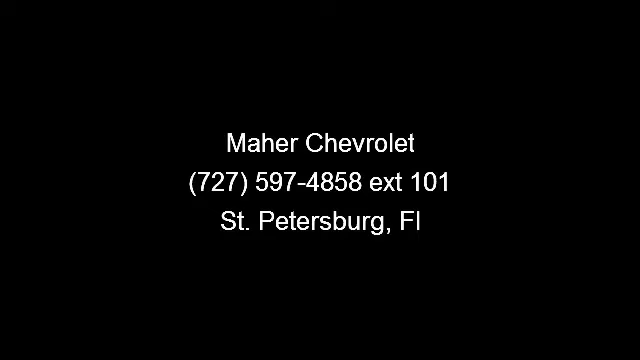 Maher Chevrolet
(727) 597-4858 ext 101
St. Petersburg, Fl